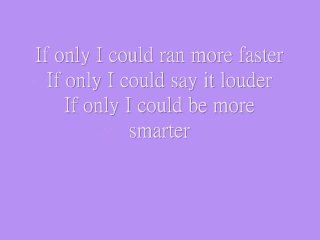 If only I could ran more faster
If only I could say it louder
If only I could be more
smarter